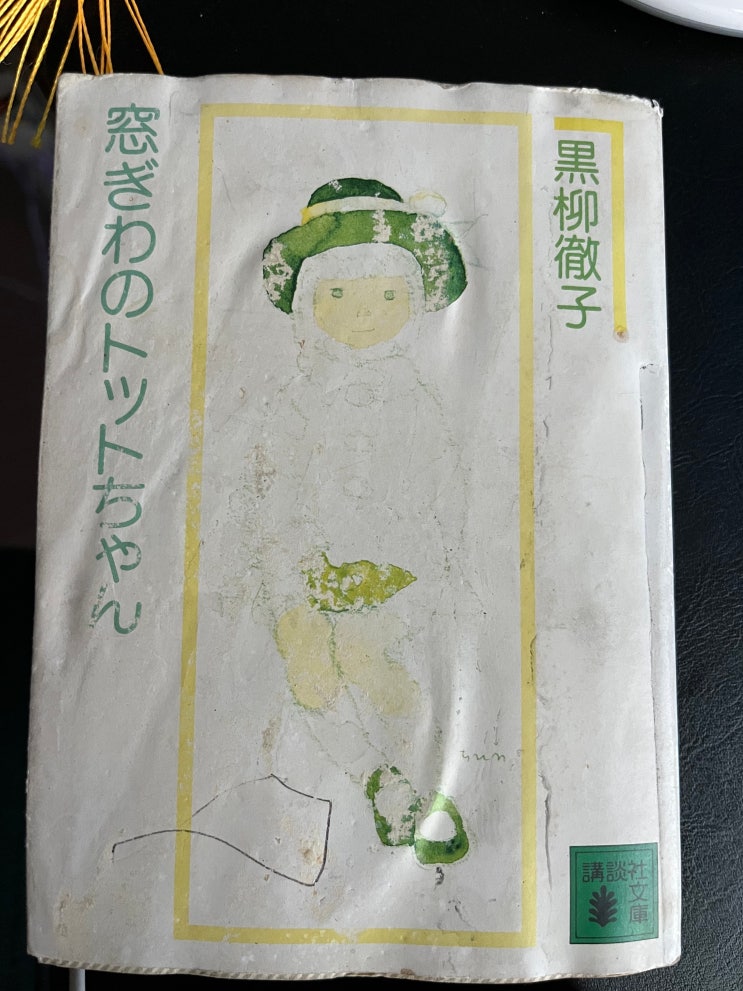 黒柳徹子
窓ぎわのトットちゃん
講談社
文庫